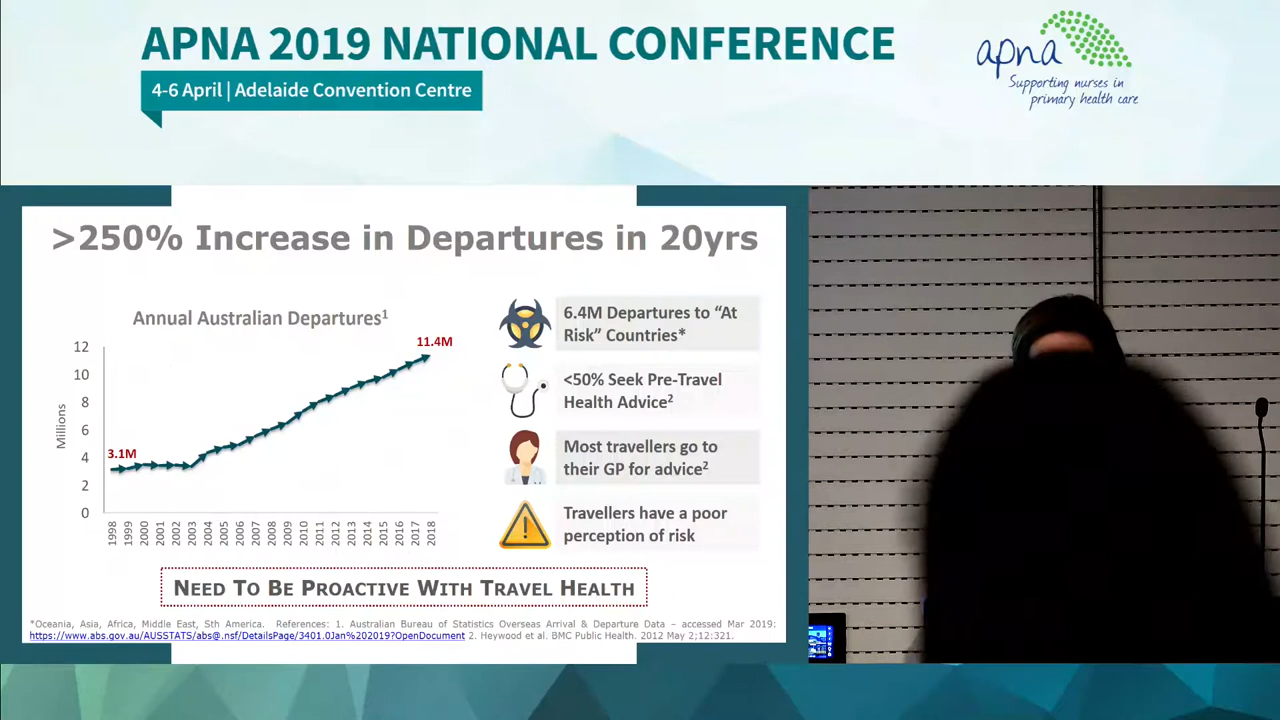 APNA 2019 NATIONAL CONFERENCE
4-6 April | Adelaide Convention Centre
apna
Supporting nurses in
primary health care
>250% Increase in Departures in 20yrs
Annual Australian Departures¹
Millions
12
10
8
6
4
2
0
3.1M
11.4M
1998
1999
2000
2001
2002
2003
2004
2005
2006
2007
2008
2009
2010
2011
2012
2013
2014
2015
2016
2017
2018
6.4M Departures to “At
Risk” Countries*
<50% Seek Pre-Travel
Health Advice²
Most travellers go to
their GP for advice²
Travellers have a poor
perception of risk
NEED TO BE PROACTIVE WITH TRAVEL HEALTH
*Oceania, Asia, Africa, Middle East, Sth America. References: 1. Australian Bureau of Statistics Overseas Arrival & Departure Data – accessed Mar 2019:
https://www.abs.gov.au/AUSSTATS/abs@.nsf/DetailsPage/3401.0Jan%202019?OpenDocument 2. Heywood et al. BMC Public Health. 2012 May 2;12:321.